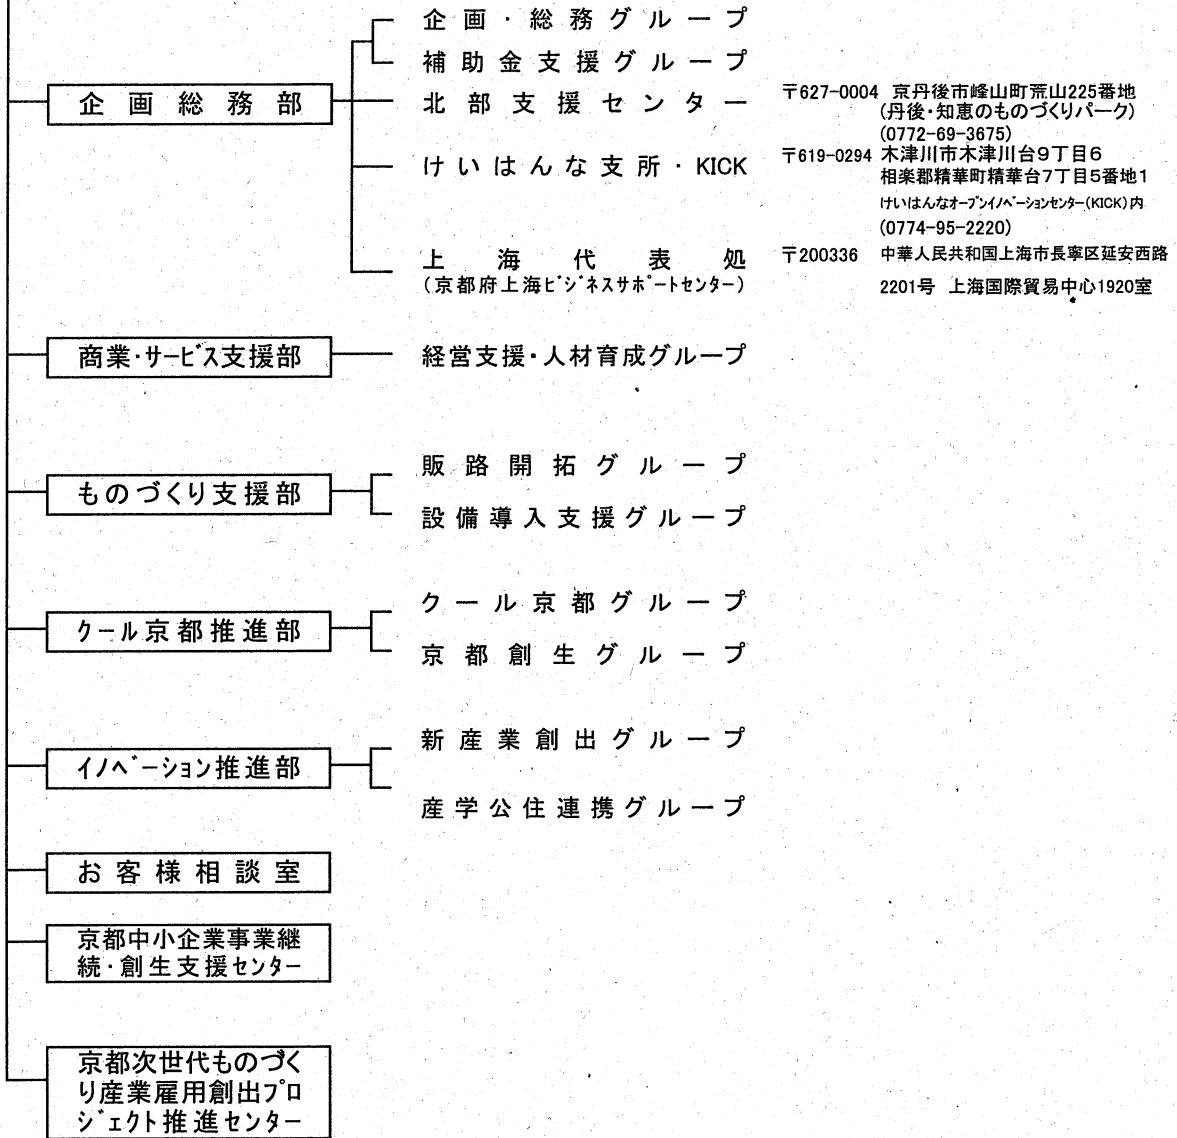 企画・総務グループ
補助金支援グループ
企画総務部
北部支援センター
〒627-0004 京丹後市峰山町荒山225番地
(丹後・知恵のものづくりパーク)
(0772-69-3675)
けいはんな支所・KICK
〒619-0294 木津川市木津川台9丁目6
相楽郡精華町精華台7丁目5番地1
けいはんなオープンイノベーションセンター(KICK)内
(0774-95-2220)
上海代表処
(京都府上海ビジネスサポートセンター)
〒200336 中華人民共和国上海市長寧区延安西路
2201号 上海国際貿易中心1920室
商業・サービス支援部
経営支援・人材育成グループ
ものづくり支援部
販路開拓グループ
設備導入支援グループ
クール京都推進部
クール京都グループ
京都創生グループ
イノベーション推進部
新産業創出グループ
産学公住連携グループ
お客様相談室
京都中小企業事業継
続・創生支援センター
京都次世代ものづく
り産業雇用創出プロ
ジェクト推進センター